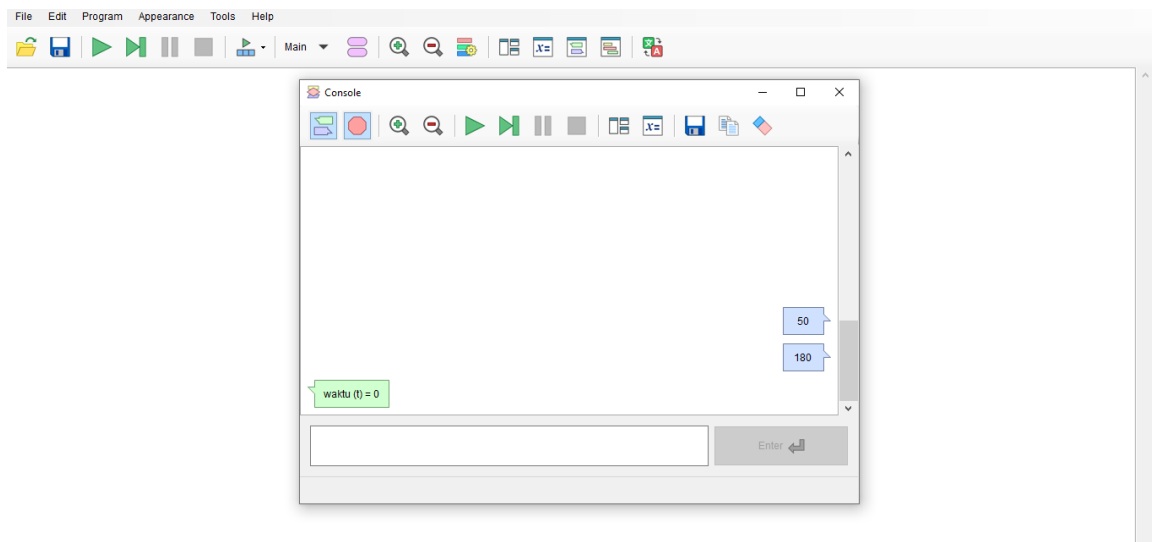 File Edit Program Appearance Tools Help
Main
x=
Console
x=
50
180
waktu (t) = 0
Enter